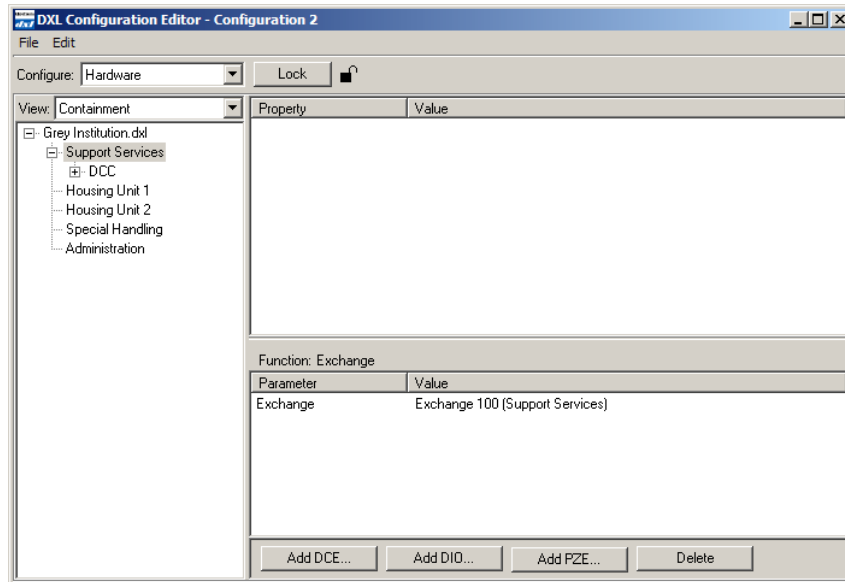 DXL Configuration Editor - Configuration 2
File Edit
Configure: Hardware Lock
View: Containment
Property Value
Grey Institution.dxl
Support Services
DCC
Housing Unit 1
Housing Unit 2
Special Handling
Administration
Function: Exchange
Parameter Value
Exchange Exchange 100 (Support Services)
Add DCE... Add DIO... Add PZE... Delete